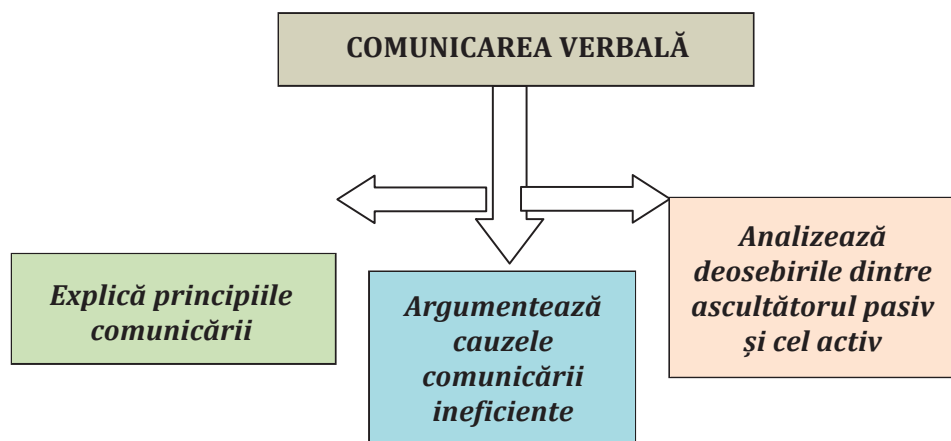 COMUNICAREA VERBALĂ
Explică principiile
comunicării
Argumentează
cauzele
comunicării
ineficiente
Analizează
deosebirile dintre
ascultătorul pasiv
și cel activ